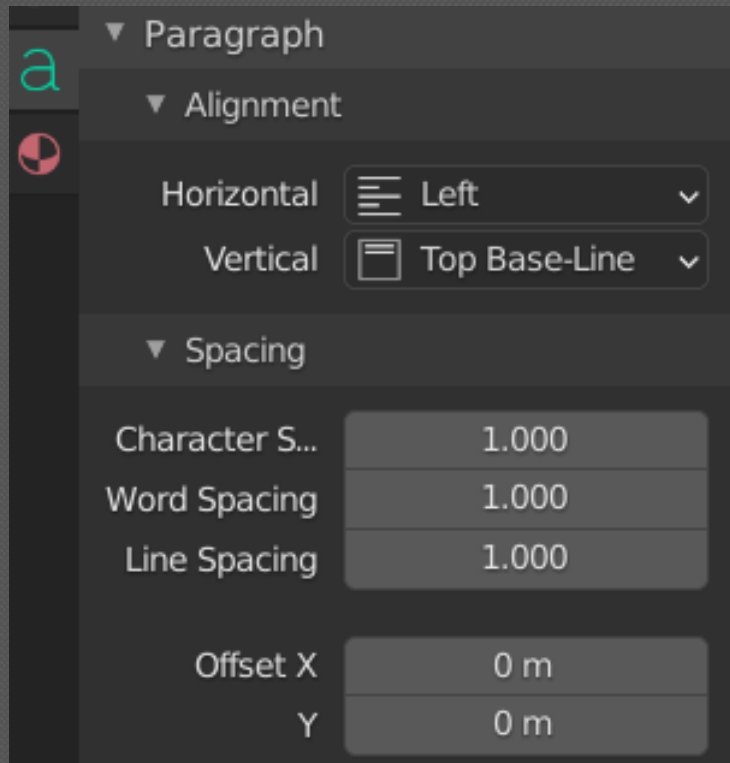 Paragraph
a
Alignment
Horizontal Left
Vertical Top Base-Line
Spacing
Character S... 1.000
Word Spacing 1.000
Line Spacing 1.000
Offset X 0 m
Y 0 m